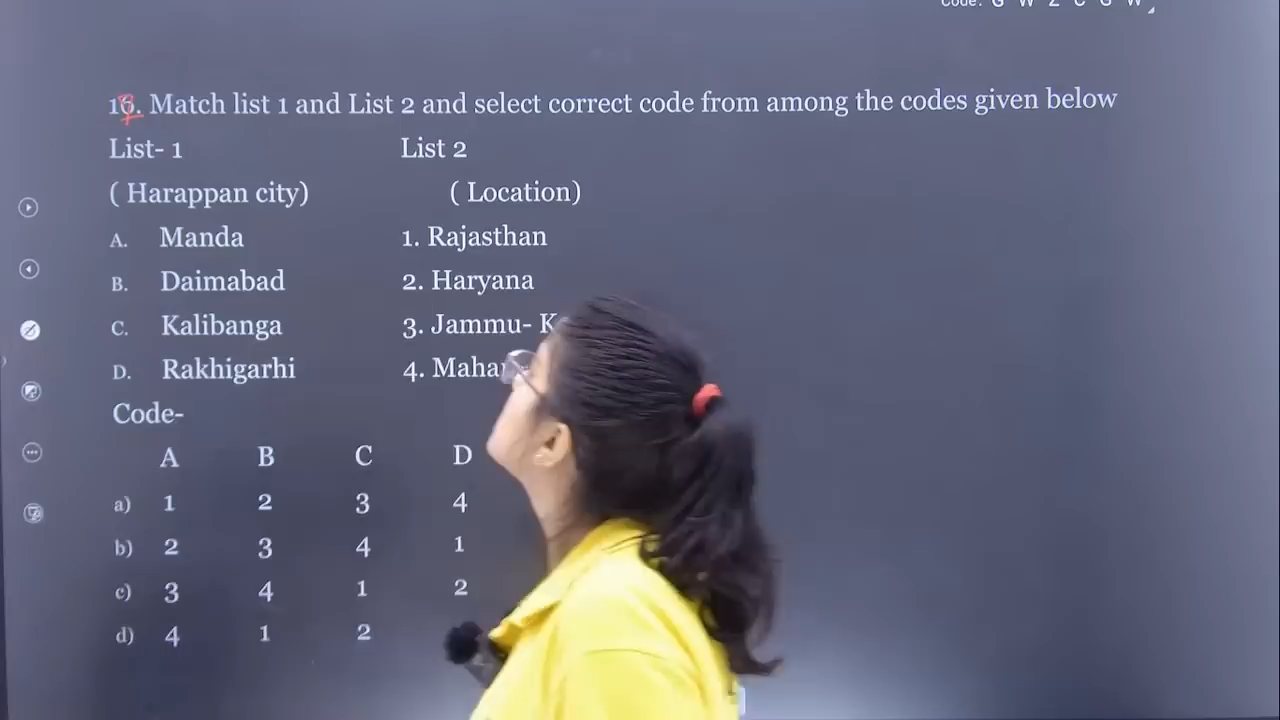 Code: G W Z C G W
. Match list 1 and List 2 and select correct code from among the codes given below
List- 1 List 2
( Harappan city) ( Location)
A. Manda 1. Rajasthan
B. Daimabad 2. Haryana
C. Kalibanga 3. Jammu-
D. Rakhigarhi 4.
Code-
A B C D
a) 1 2 3 4
b) 2 3 4 1
c) 3 4 1 2
d) 4 1 2